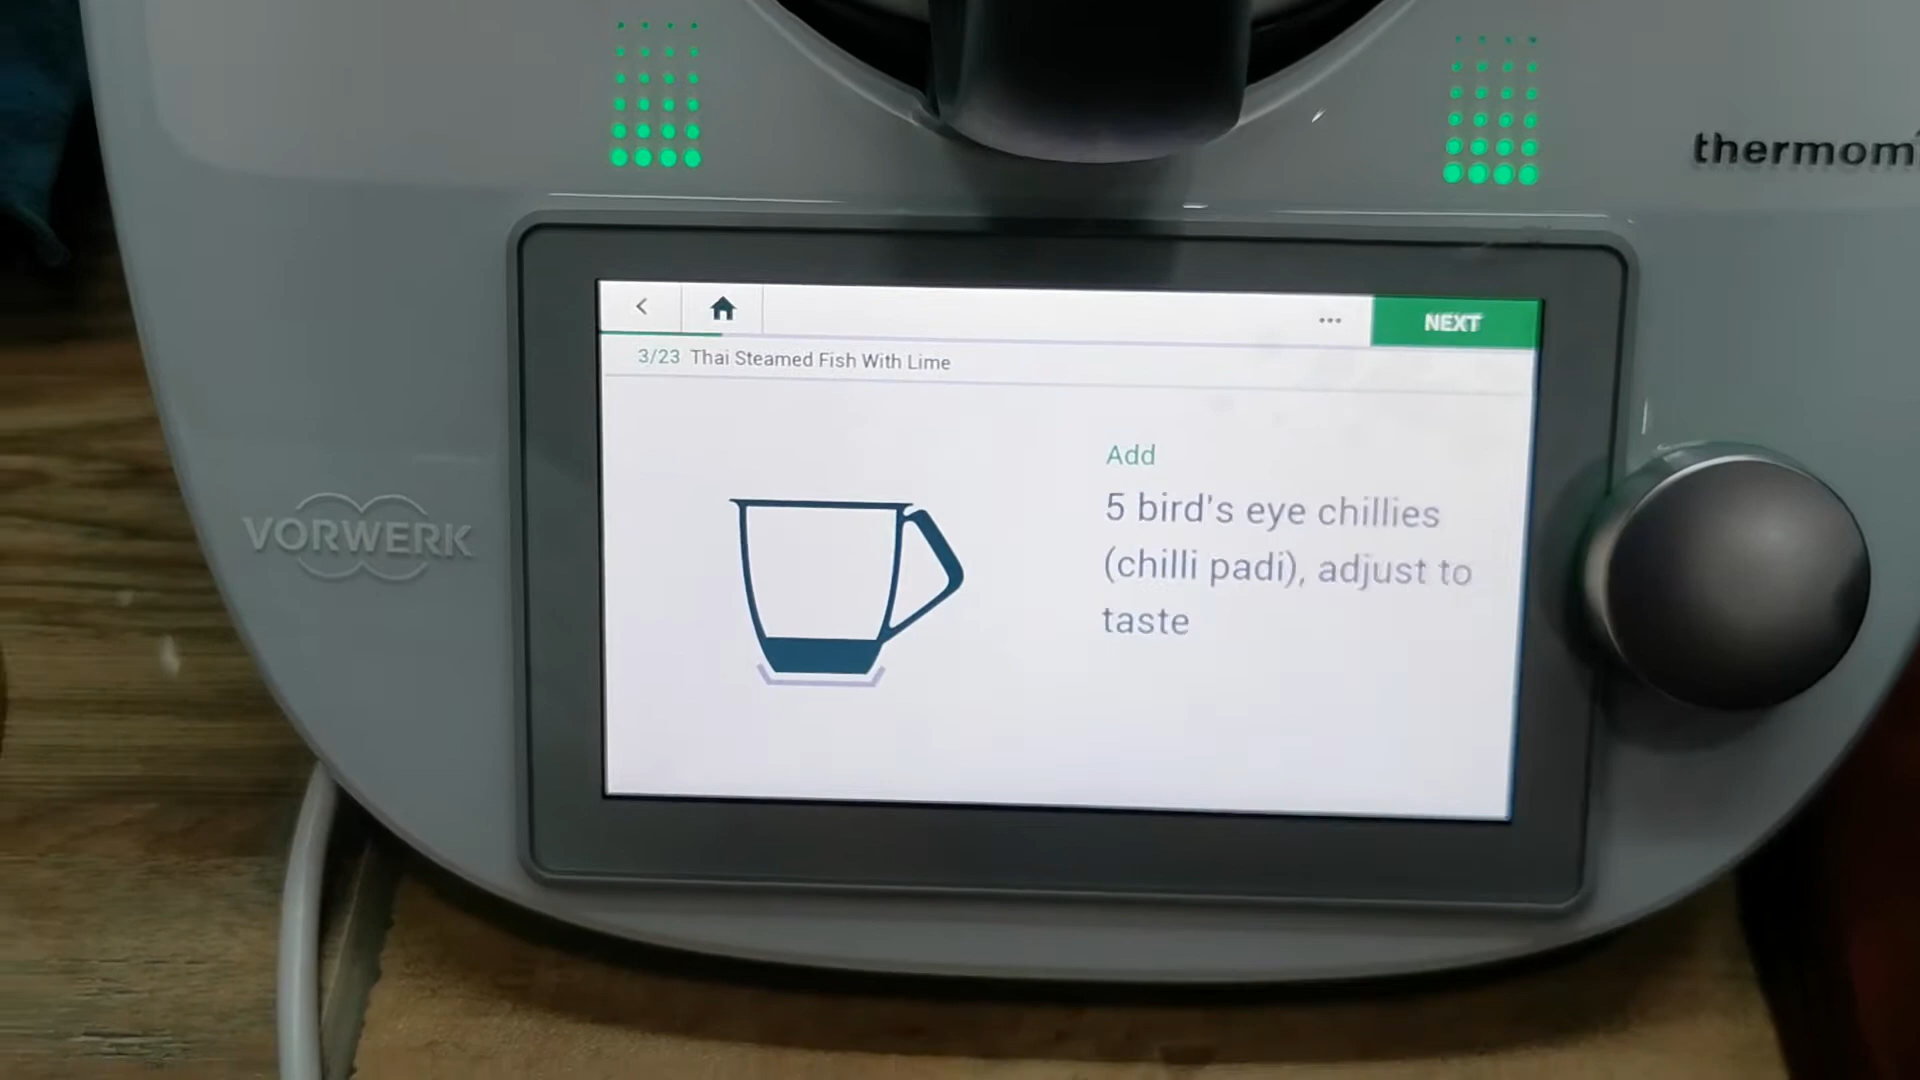 thermom
NEXT
3/23 Thai Steamed Fish With Lime
Add
5 bird's eye chillies
(chilli padi), adjust to
taste
VORWERK